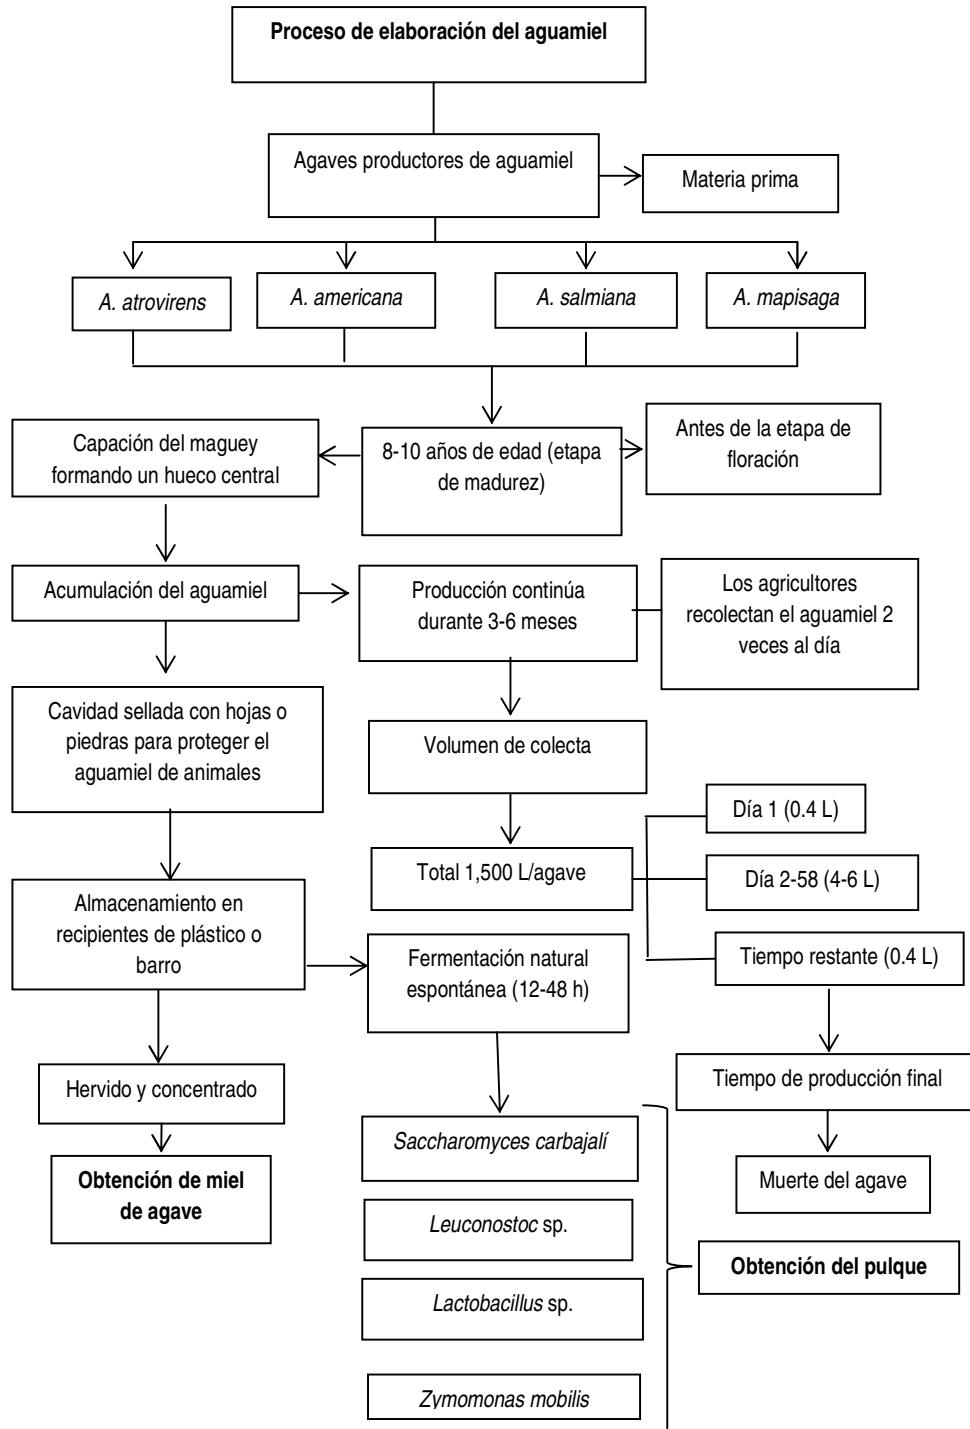 Proceso de elaboración del aguamiel
Agaves productores de aguamiel
Materia prima
A. atrovirens
A. americana
A. salmiana
A. mapisaga
Capación del maguey
formando un hueco central
8-10 años de edad (etapa
de madurez)
Antes de la etapa de
floración
Acumulación del aguamiel
Producción continúa
durante 3-6 meses
Los agricultores
recolectan el aguamiel 2
veces al día
Cavidad sellada con hojas o
piedras para proteger el
aguamiel de animales
Volumen de colecta
Total 1,500 L/agave
Día 1 (0.4 L)
Día 2-58 (4-6 L)
Tiempo restante (0.4 L)
Almacenamiento en
recipientes de plástico o
barro
Fermentación natural
espontánea (12-48 h)
Tiempo de producción final
Muerte del agave
Hervido y concentrado
Obtención de miel
de agave
Saccharomyces carbajalí
Leuconostoc sp.
Lactobacillus sp.
Zymomonas mobilis
Obtención del pulque